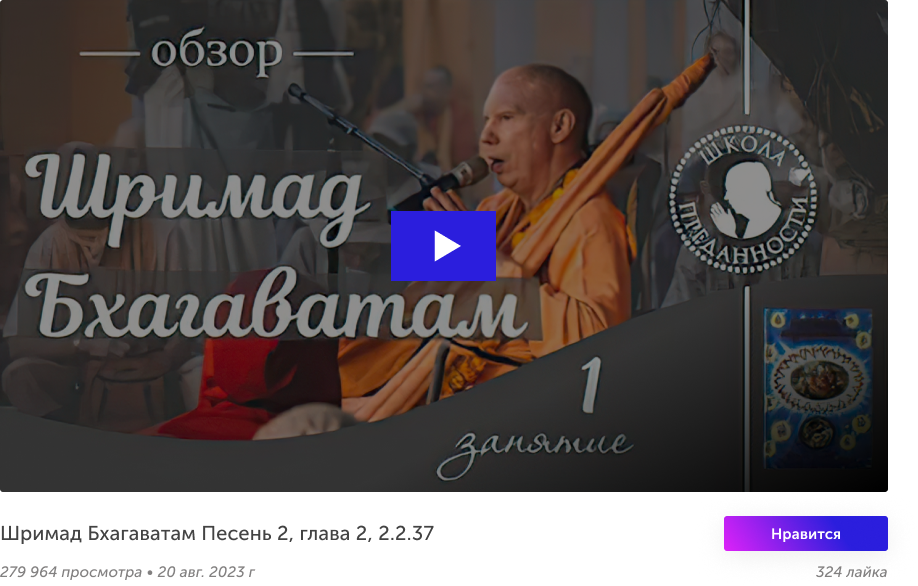 обзор
Шримад
Бхагаватам
ШКОЛА
ПРЕДАННОСТИ
1
занятие
Шримад Бхагаватам Песень 2, глава 2, 2.2.37
Нравится
279 964 просмотра • 20 авг. 2023 г
324 лайка